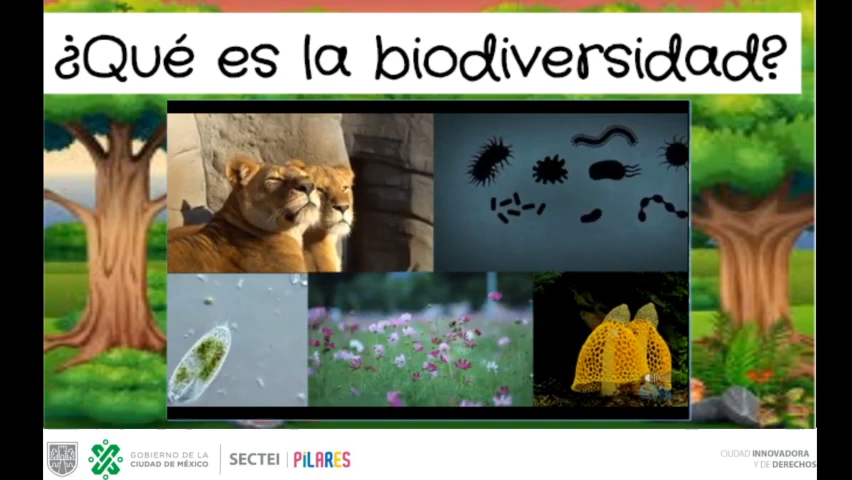 ¿Qué es la biodiversidad?
GOBIERNO DE LA
CIUDAD DE MÉXICO
SECTEI
PiLARES
CIUDAD INNOVADORA
Y DE DERECHOS